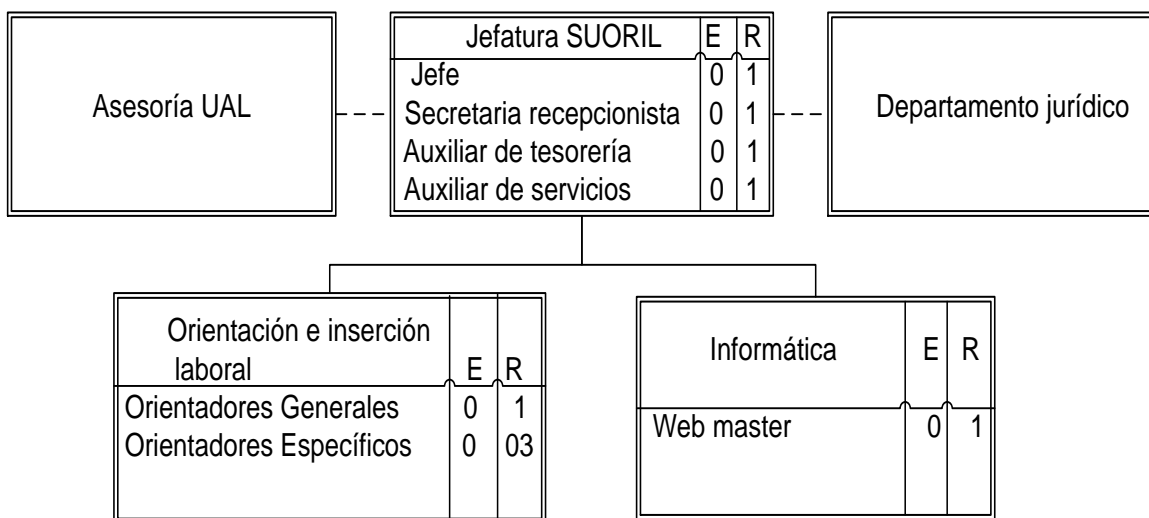 Asesoría UAL
Jefatura SUORIL E R
Jefe 0 1
Secretaria recepcionista 0 1
Auxiliar de tesorería 0 1
Auxiliar de servicios 0 1
Departamento jurídico
Orientación e inserción
laboral E R
Orientadores Generales 0 1
Orientadores Específicos 0 03
Informática E R
Web master 0 1